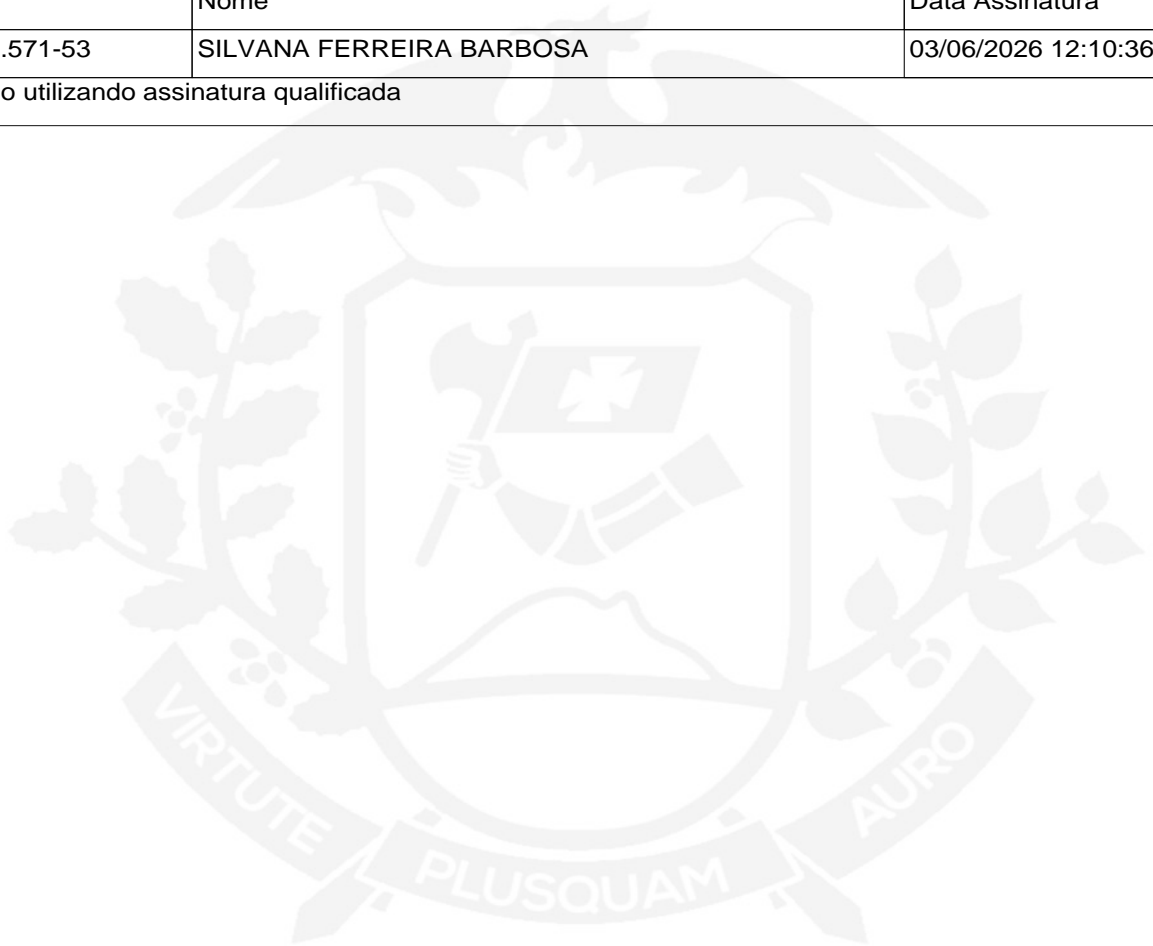 Nome Data Assinatura
.571-53 SILVANA FERREIRA BARBOSA 03/06/2026 12:10:36
o utilizando assinatura qualificada
VIRTUTE PLUSQUAM AURO